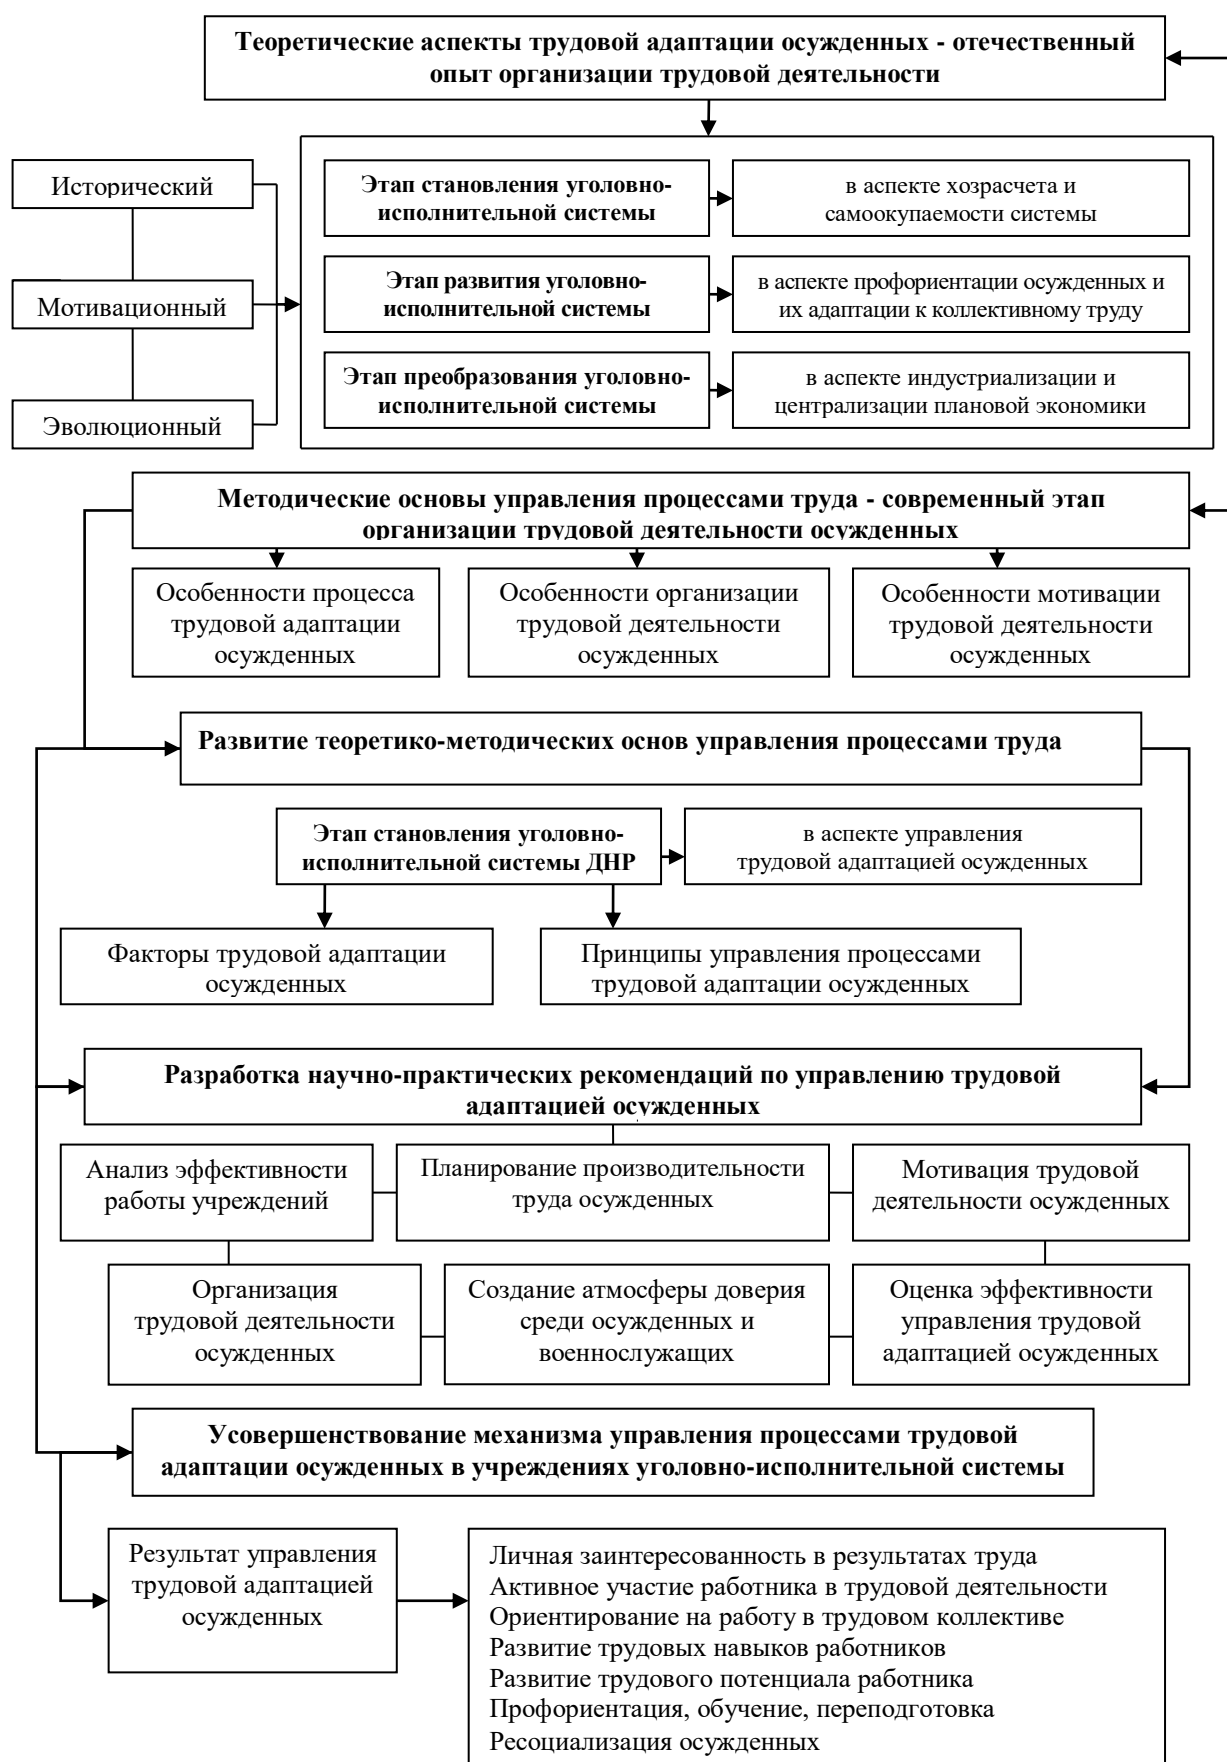 Теоретические аспекты трудовой адаптации осужденных - отечественный
опыт организации трудовой деятельности
Исторический
Мотивационный
Эволюционный
Этап становления уголовно-
исполнительной системы
в аспекте хозрасчета и
самоокупаемости системы
Этап развития уголовно-
исполнительной системы
в аспекте профориентации осужденных и
их адаптации к коллективному труду
Этап преобразования уголовно-
исполнительной системы
в аспекте индустриализации и
централизации плановой экономики
Методические основы управления процессами труда - современный этап
организации трудовой деятельности осужденных
Особенности процесса
трудовой адаптации
осужденных
Особенности организации
трудовой деятельности
осужденных
Особенности мотивации
трудовой деятельности
осужденных
Развитие теоретико-методических основ управления процессами труда
Этап становления уголовно-
исполнительной системы ДНР
в аспекте управления
трудовой адаптацией осужденных
Факторы трудовой адаптации
осужденных
Принципы управления процессами
трудовой адаптации осужденных
Разработка научно-практических рекомендаций по управлению трудовой
адаптацией осужденных
Анализ эффективности
работы учреждений
Планирование производительности
труда осужденных
Мотивация трудовой
деятельности осужденных
Организация
трудовой деятельности
осужденных
Создание атмосферы доверия
среди осужденных и
военнослужащих
Оценка эффективности
управления трудовой
адаптацией осужденных
Усовершенствование механизма управления процессами трудовой
адаптации осужденных в учреждениях уголовно-исполнительной системы
Результат управления
трудовой адаптацией
осужденных
Личная заинтересованность в результатах труда
Активное участие работника в трудовой деятельности
Ориентирование на работу в трудовом коллективе
Развитие трудовых навыков работников
Развитие трудового потенциала работника
Профориентация, обучение, переподготовка
Ресоциализация осужденных